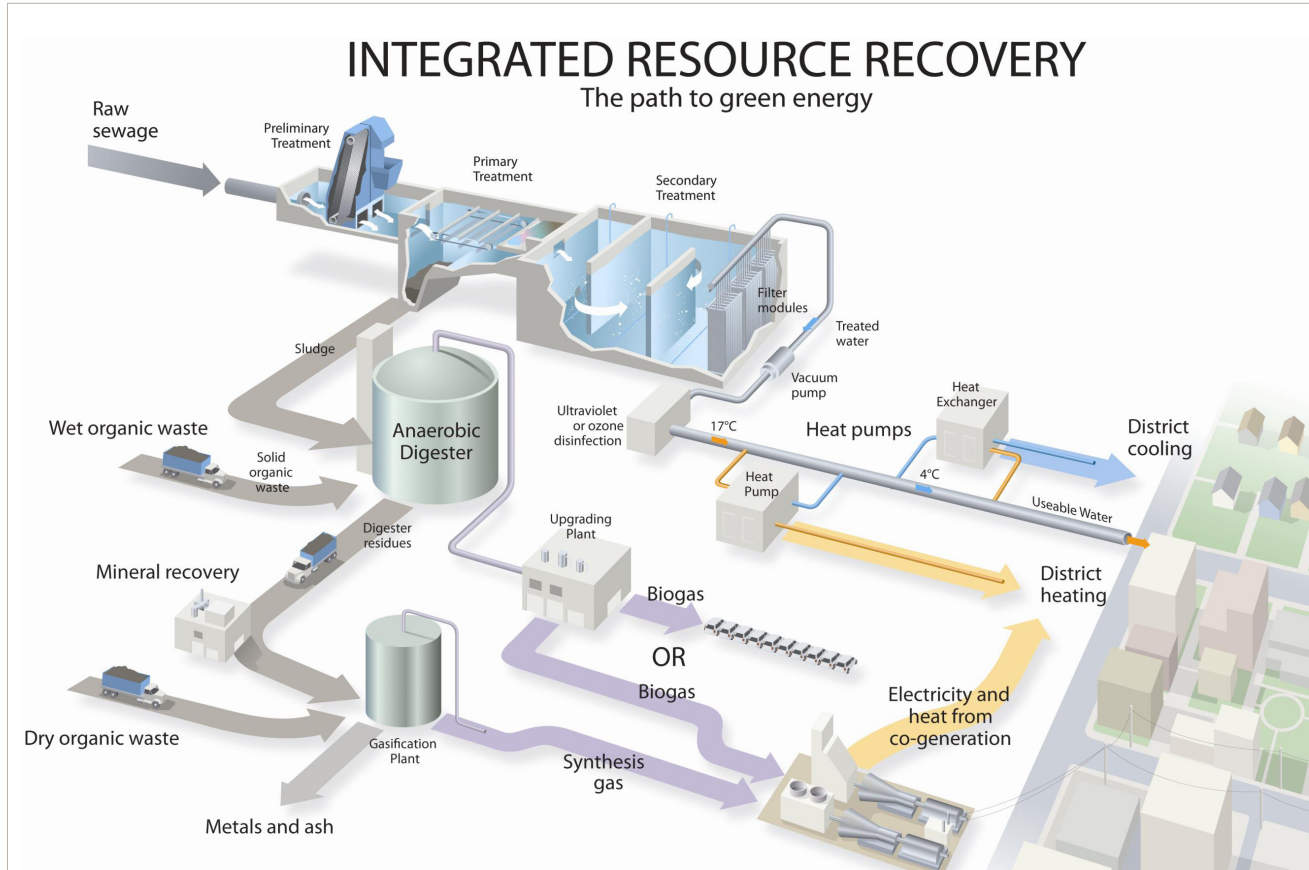 INTEGRATED RESOURCE RECOVERY
The path to green energy
Raw
sewage
Preliminary
Treatment
Primary
Treatment
Secondary
Treatment
Filter
modules
Treated
water
Vacuum
pump
Sludge
Ultraviolet
or ozone
disinfection
17°C
Heat pumps
Heat
Exchanger
District
cooling
Wet organic waste
Solid
organic
waste
Anaerobic
Digester
Heat
Pump
4°C
Useable Water
Digester
residues
Upgrading
Plant
Mineral recovery
District
heating
Biogas
OR
Biogas
Electricity and
heat from
co-generation
Dry organic waste
Gasification
Plant
Synthesis
gas
Metals and ash